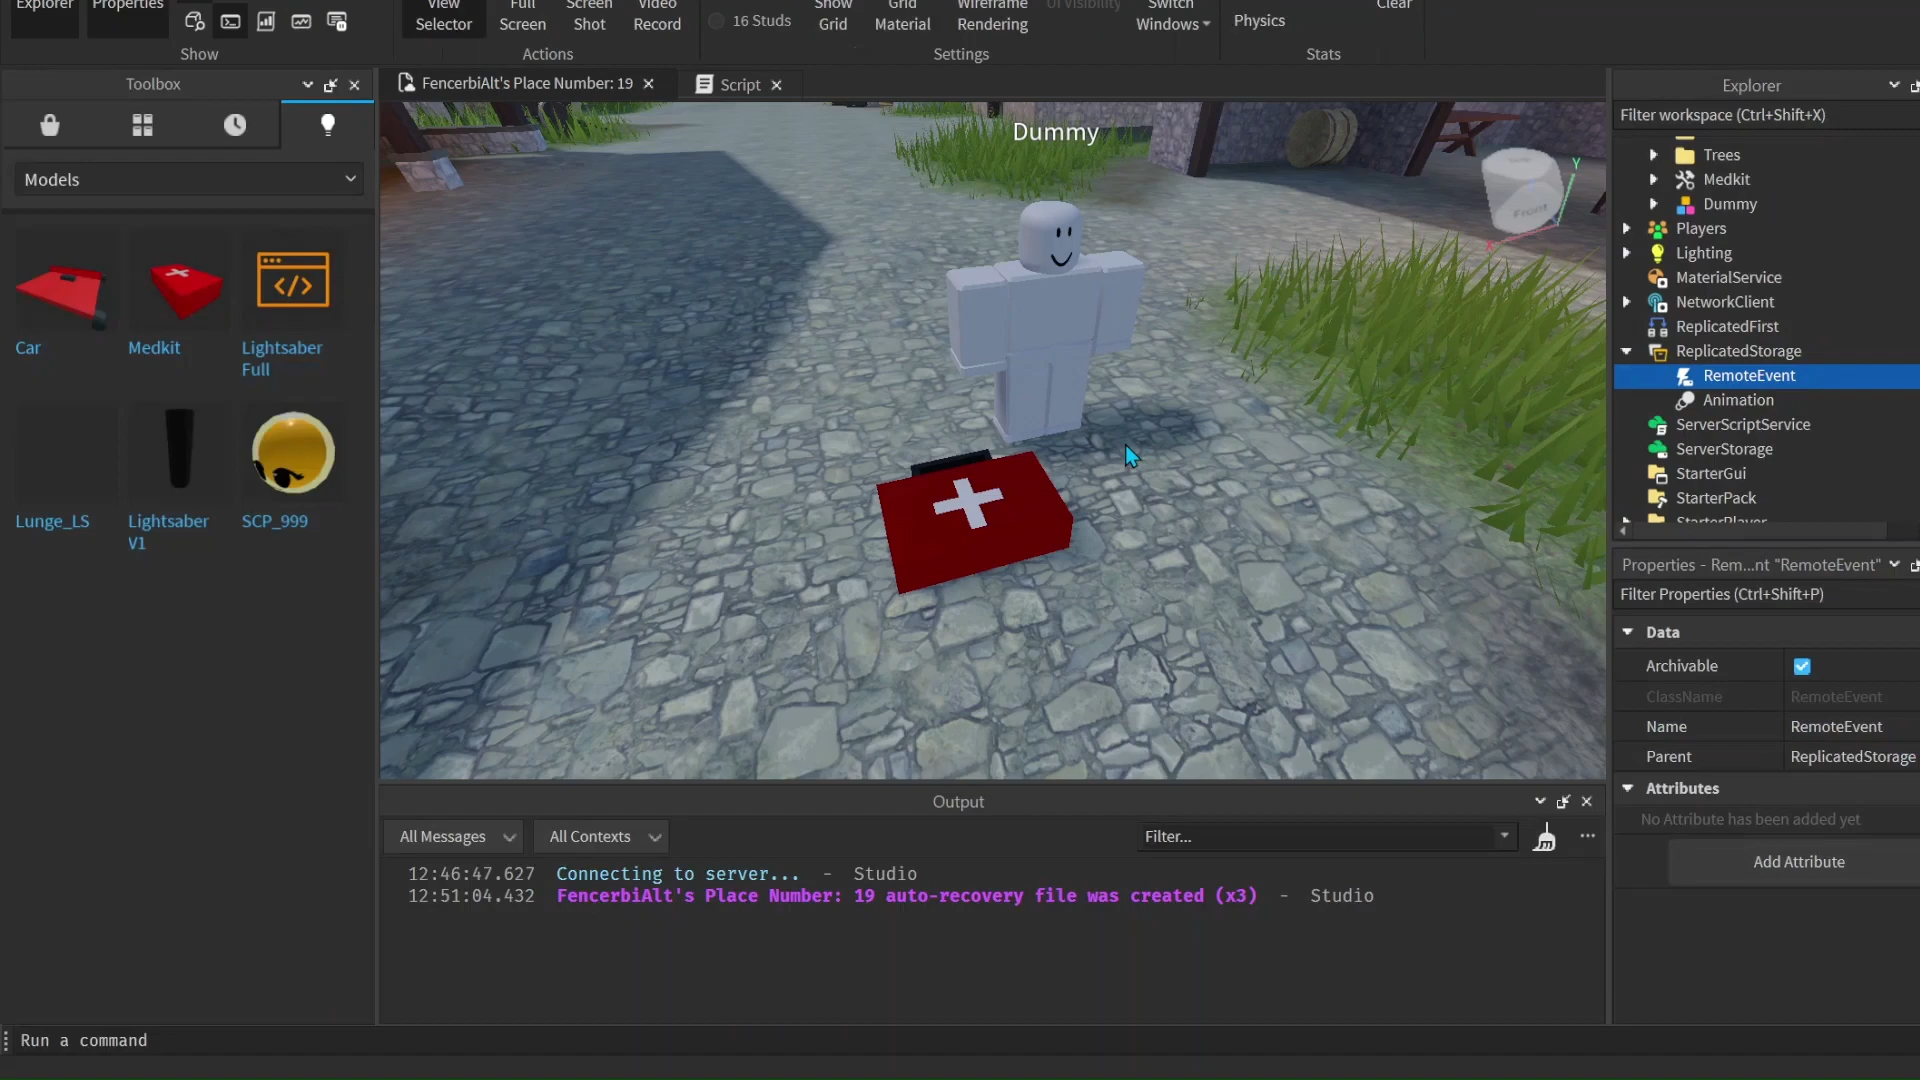 Explorer
Properties
View
Selector
Full
Screen
Screen
Shot
Video
Record
16 Studs
Show
Grid
Grid
Material
Wireframe
Rendering
UI Visibility
Switch
Windows
Physics
Clear
Show
Actions
Settings
Stats
Toolbox
FencerbiAlt's Place Number: 19
Script
Explorer
Filter workspace (Ctrl+Shift+X)
Models
Car
Medkit
Lightsaber
Full
Lunge_LS
Lightsaber
V1
SCP_999
Dummy
Front
Y
X
Trees
Medkit
Dummy
Players
Lighting
MaterialService
NetworkClient
ReplicatedFirst
ReplicatedStorage
RemoteEvent
Animation
ServerScriptService
ServerStorage
StarterGui
StarterPack
StarterPlayer
Properties - Rem...nt "RemoteEvent"
Filter Properties (Ctrl+Shift+P)
Data
Archivable
ClassName RemoteEvent
Name RemoteEvent
Parent ReplicatedStorage
Attributes
No Attribute has been added yet
Add Attribute
Output
All Messages
All Contexts
Filter...
12:46:47.627 Connecting to server... - Studio
12:51:04.432 FencerbiAlt's Place Number: 19 auto-recovery file was created (x3) - Studio
Run a command